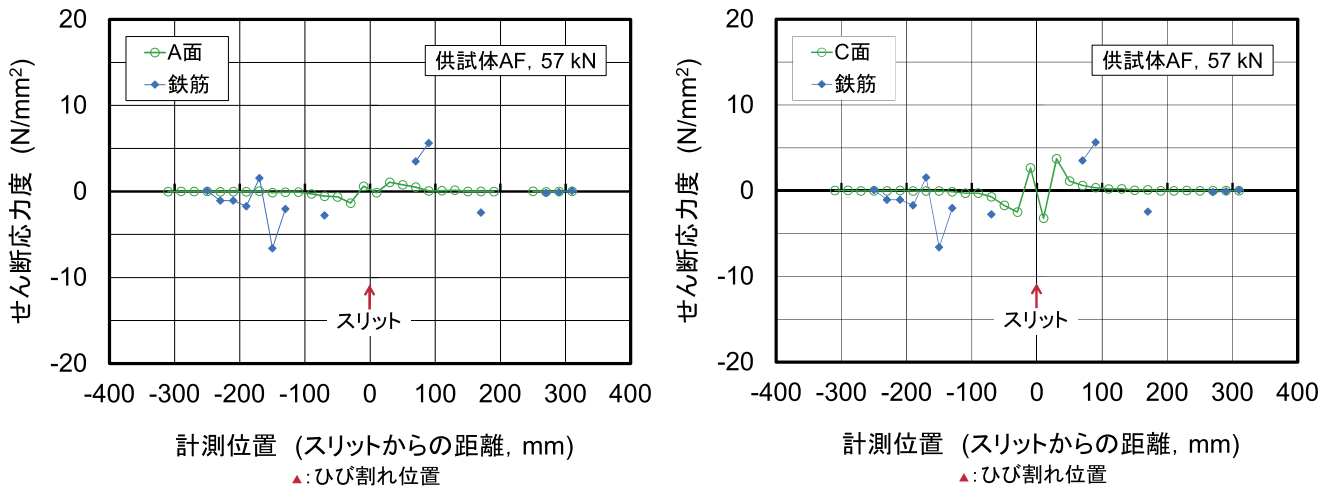 20
10
0
-10
-20
せん断応力度 (N/mm²)
A面
鉄筋
供試体AF, 57 kN
スリット
-400 -300 -200 -100 0 100 200 300 400
計測位置 (スリットからの距離, mm)
▲:ひび割れ位置
20
10
0
-10
-20
せん断応力度 (N/mm²)
C面
鉄筋
供試体AF, 57 kN
スリット
-400 -300 -200 -100 0 100 200 300 400
計測位置 (スリットからの距離, mm)
▲:ひび割れ位置